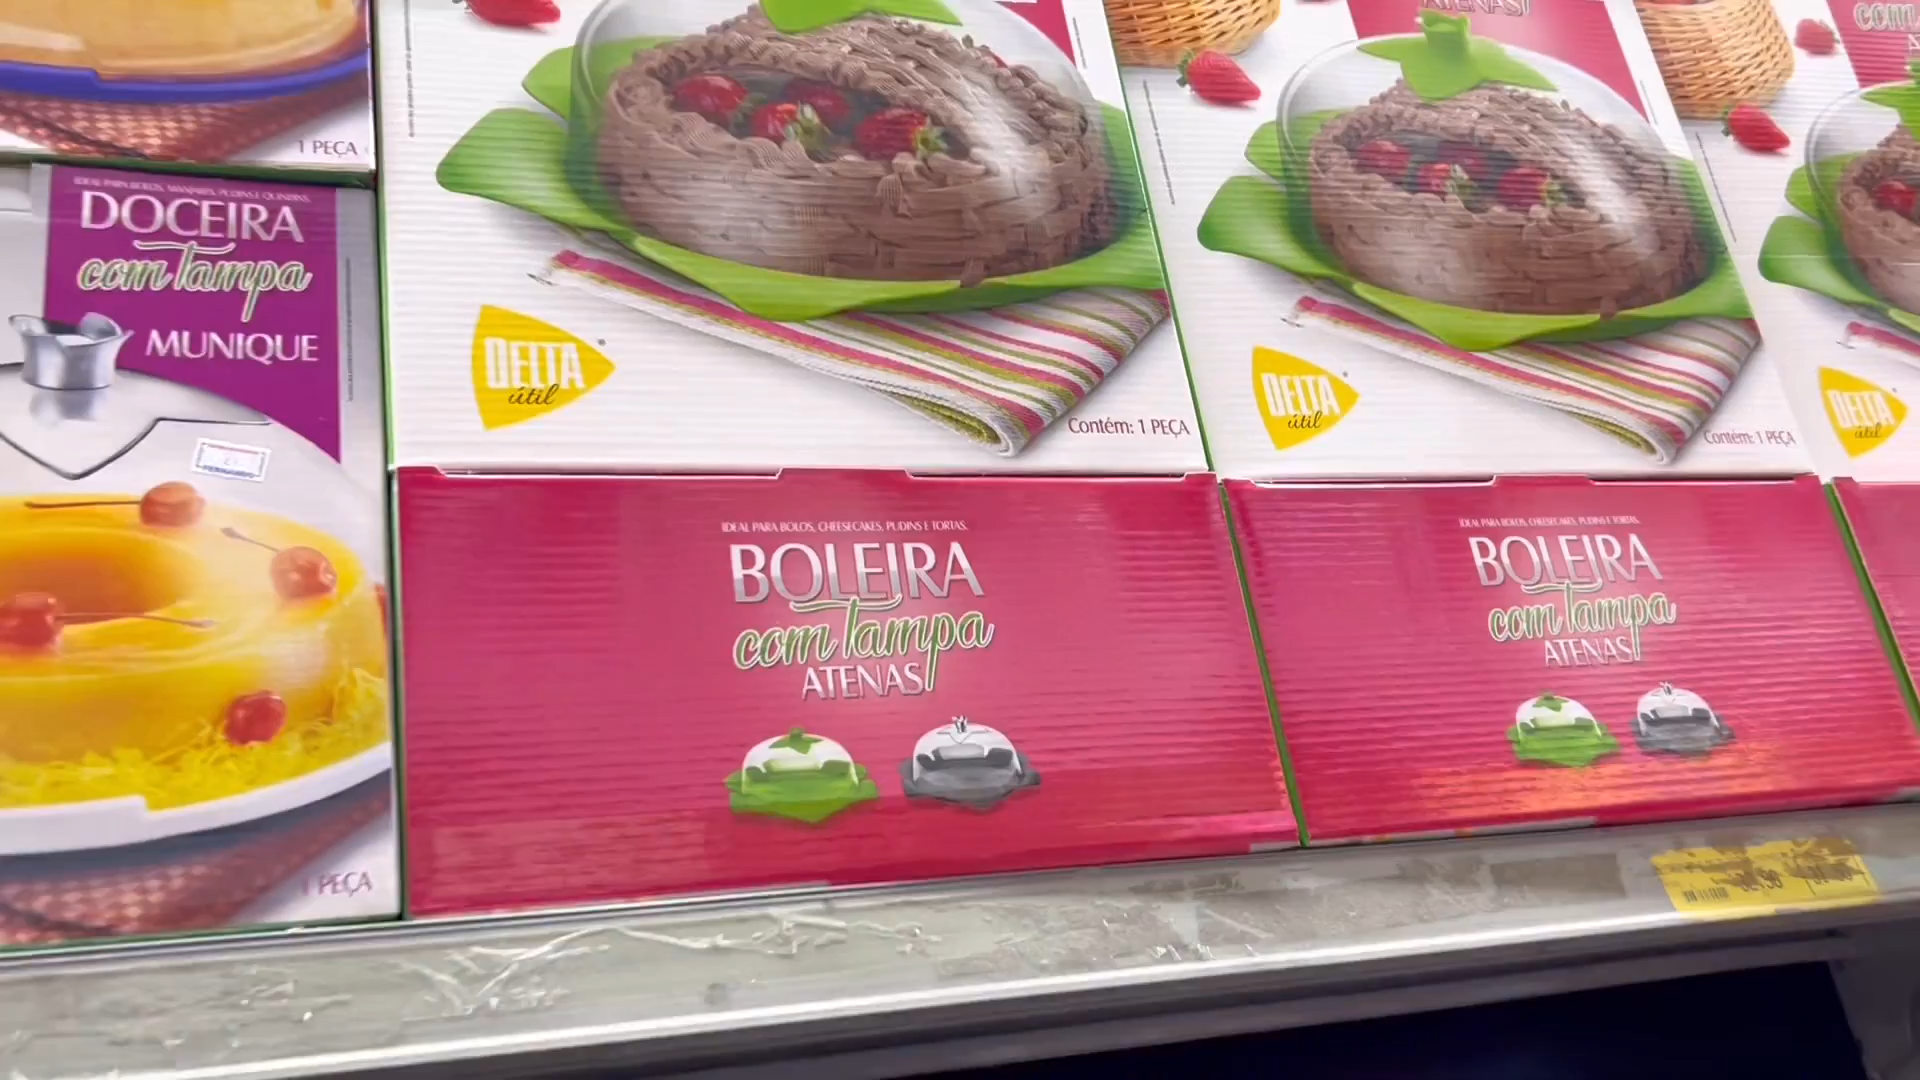 1 PEÇA
IDEAL PARA BOLOS, MANJARES, PUDINS E QUINDINS.
DOCEIRA
com Tampa
MUNIQUE
1 PEÇA
DELTA
útil
Contém: 1 PEÇA
IDEAL PARA BOLOS, CHEESECAKES, PUDINS E TORTAS.
BOLEIRA
com Tampa
ATENAS
ATENAS
DELTA
útil
Contém: 1 PEÇA
IDEAL PARA BOLOS, CHEESECAKES, PUDINS E TORTAS.
BOLEIRA
com Tampa
ATENAS
com
DELTA
útil